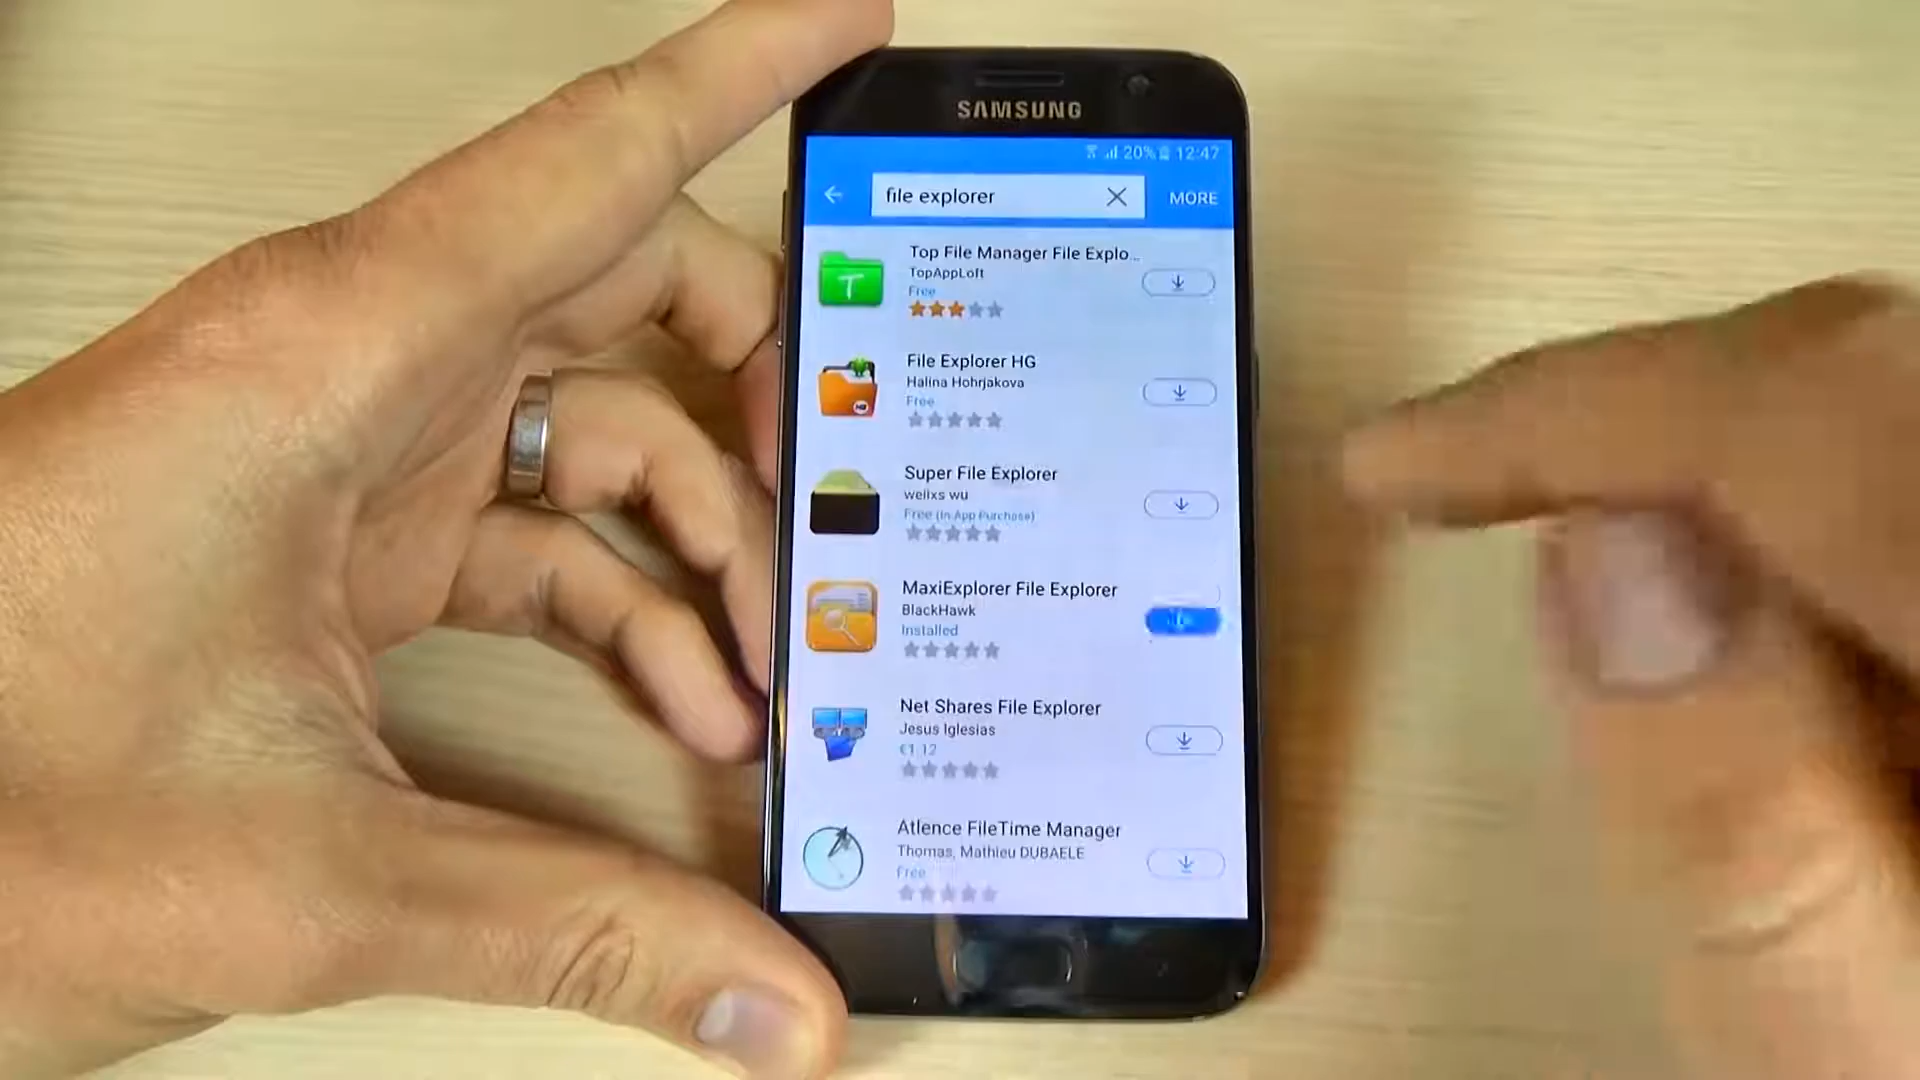 SAMSUNG
20% 12:47
file explorer
MORE
Top File Manager File Explo...
TopAppLoft
Free
T
File Explorer HG
Halina Hohrjakova
Free
HG
Super File Explorer
weilxs wu
Free (In App Purchase)
MaxiExplorer File Explorer
BlackHawk
Installed
Net Shares File Explorer
Jesus Iglesias
€1.12
Atlence FileTime Manager
Thomas, Mathieu DUBAELE
Free